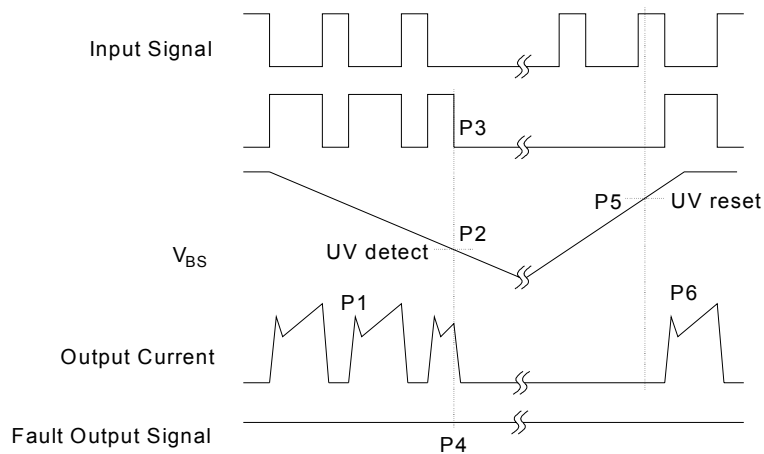 Input Signal
P3
P5
UV reset
P2
UV detect
V_BS
P1
P6
Output Current
Fault Output Signal
P4